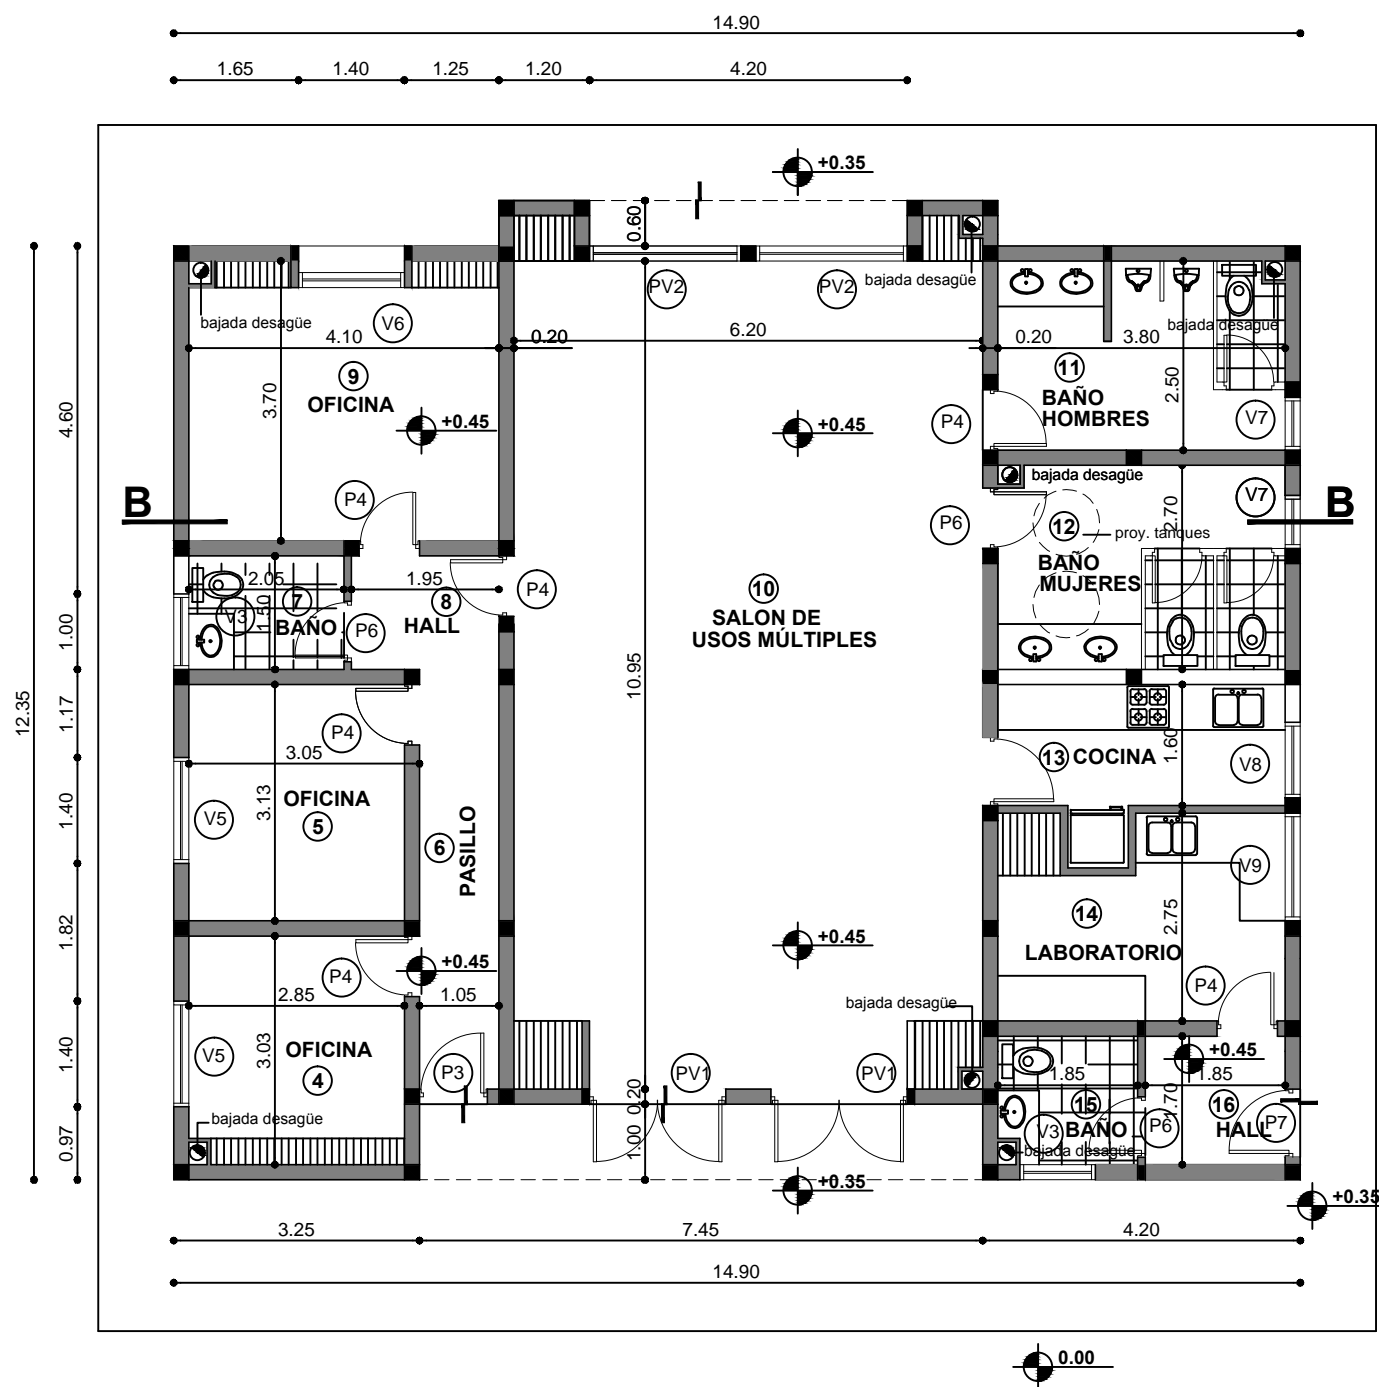 14.90
1.65 1.40 1.25 1.20 4.20
+0.35
0.60
bajada desagüe
V6
PV2
PV2
bajada desagüe
bajada desagüe
4.10
0.20
6.20
0.20
3.80
9
OFICINA
3.70
+0.45
+0.45
11
BAÑO
HOMBRES
2.50
P4
V7
4.60
B
P4
P6
bajada desagüe
V7
B
12
2.70
proy. tanques
BAÑO
MUJERES
2.05
1.95
P4
7
BAÑO
1.50
V3
P6
8
HALL
10
SALON DE
USOS MÚLTIPLES
1.00
10.95
12.35
1.17
P4
3.05
13 COCINA
1.60
V8
OFICINA
5
3.13
V5
1.40
6
PASILLO
V9
14
LABORATORIO
2.75
1.82
P4
+0.45
+0.45
P4
2.85
1.05
bajada desagüe
OFICINA
4
3.03
V5
1.40
P3
PV1
PV1
+0.45
1.85
1.85
0.20
bajada desagüe
15
BAÑO
V3
1.70
P6
16
HALL
P7
bajada desagüe
0.97
1.00
+0.35
+0.35
3.25 7.45 4.20
14.90
0.00